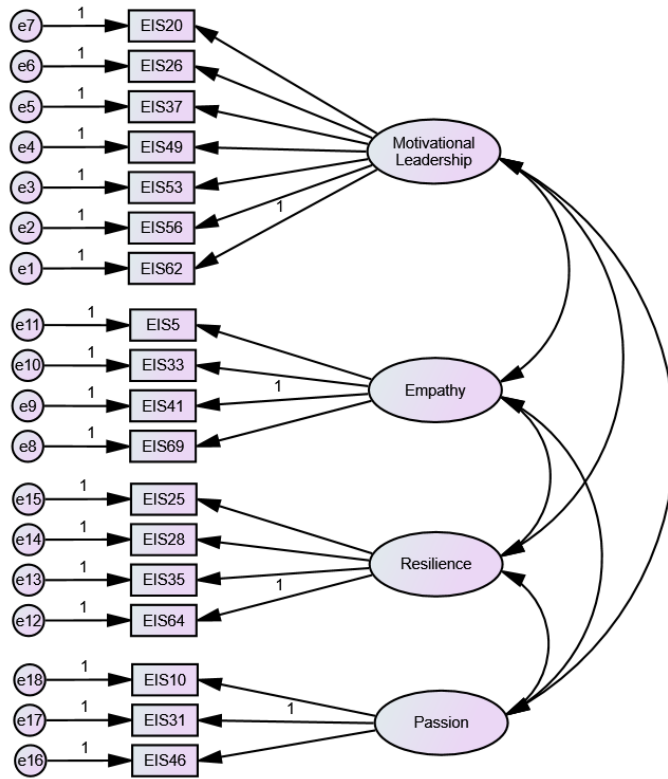 e7 1 EIS20
e6 1 EIS26
e5 1 EIS37
e4 1 EIS49
e3 1 EIS53
e2 1 EIS56
e1 1 EIS62
1
Motivational
Leadership
e11 1 EIS5
e10 1 EIS33
e9 1 EIS41
e8 1 EIS69
1
Empathy
e15 1 EIS25
e14 1 EIS28
e13 1 EIS35
e12 1 EIS64
1
Resilience
e18 1 EIS10
e17 1 EIS31
e16 1 EIS46
1
Passion